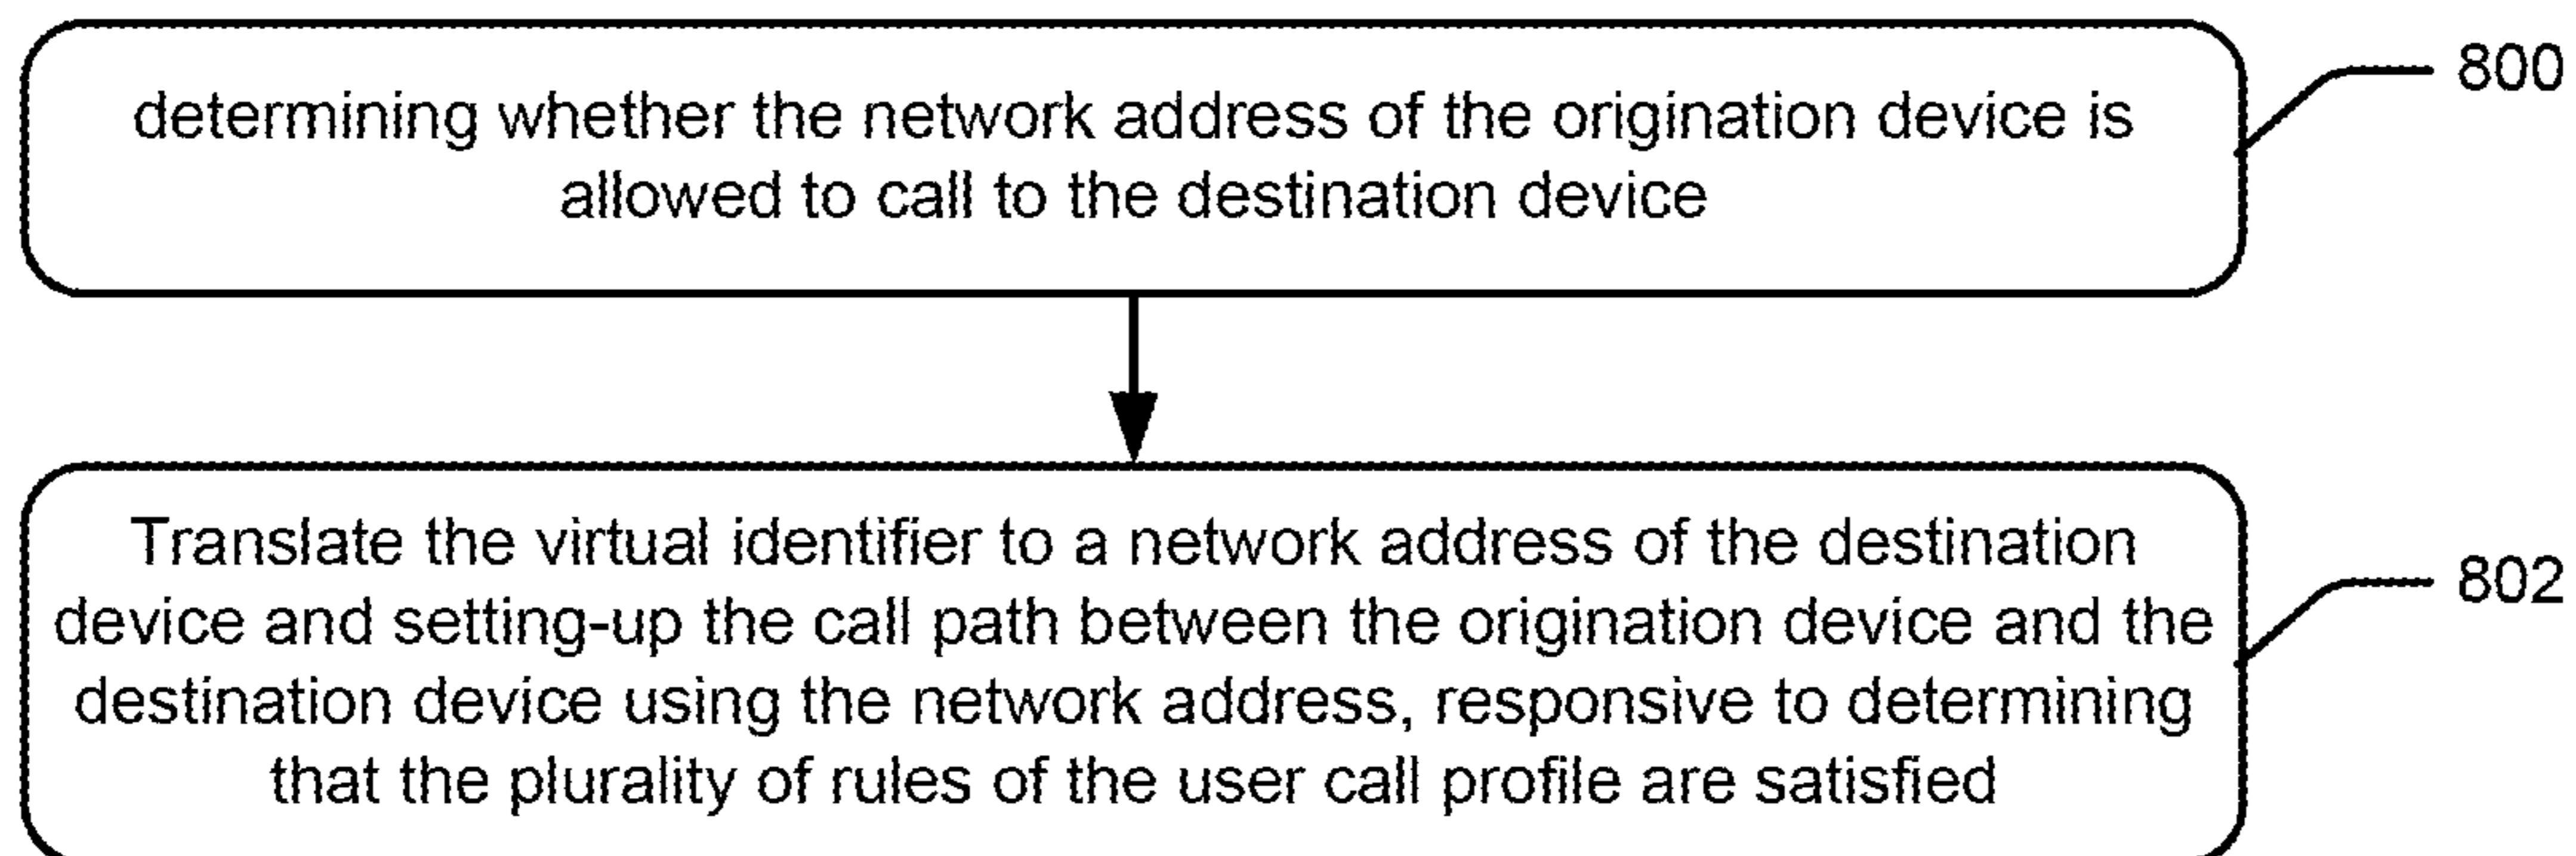 determining whether the network address of the origination device is
allowed to call to the destination device
800
Translate the virtual identifier to a network address of the destination
device and setting-up the call path between the origination device and the
destination device using the network address, responsive to determining
that the plurality of rules of the user call profile are satisfied
802